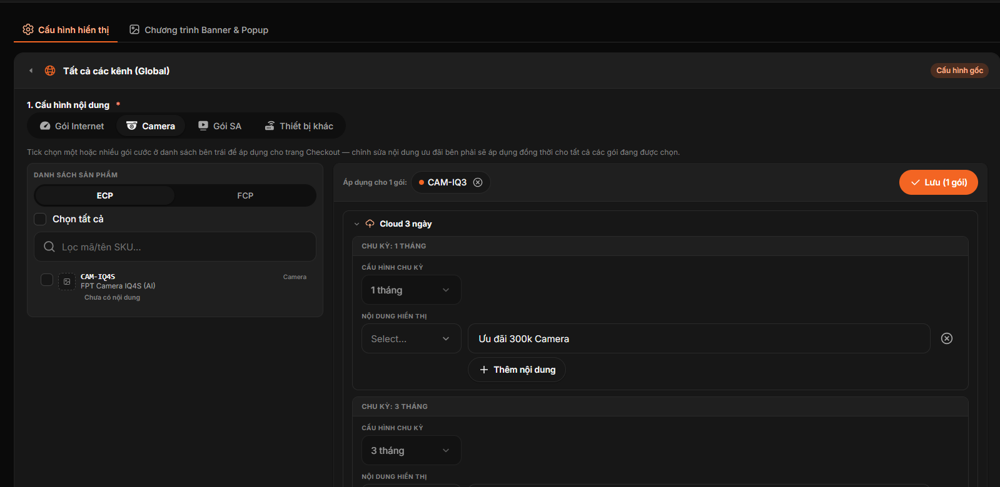 Cấu hình hiển thị
Chương trình Banner & Popup
Tất cả các kênh (Global)
Cấu hình gốc
1. Cấu hình nội dung *
Gói Internet
Camera
Gói SA
Thiết bị khác
Tick chọn một hoặc nhiều gói cước ở danh sách bên trái để áp dụng cho trang Checkout — chỉnh sửa nội dung ưu đãi bên phải sẽ áp dụng đồng thời cho tất cả các gói đang được chọn.
DANH SÁCH SẢN PHẨM
ECP
FCP
Chọn tất cả
Lọc mã/tên SKU...
CAM-IQ4S
Camera
FPT Camera IQ4S (AI)
Chưa có nội dung
Áp dụng cho 1 gói:
CAM-IQ3
Lưu (1 gói)
Cloud 3 ngày
CHU KỲ: 1 THÁNG
CẤU HÌNH CHU KỲ
1 tháng
NỘI DUNG HIỂN THỊ
Select...
Ưu đãi 300k Camera
Thêm nội dung
CHU KỲ: 3 THÁNG
CẤU HÌNH CHU KỲ
3 tháng
NỘI DUNG HIỂN THỊ